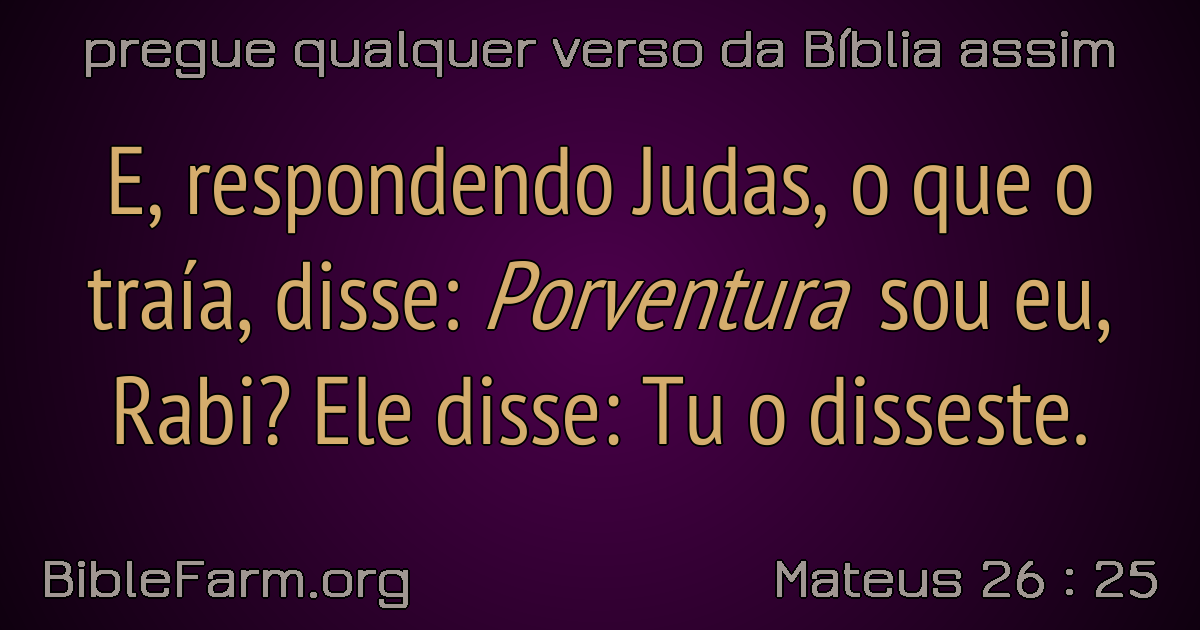 pregue qualquer verso da Bíblia assim
E, respondendo Judas, o que o
traía, disse: Porventura sou eu,
Rabi? Ele disse: Tu o disseste.
BibleFarm.org
Mateus 26 : 25